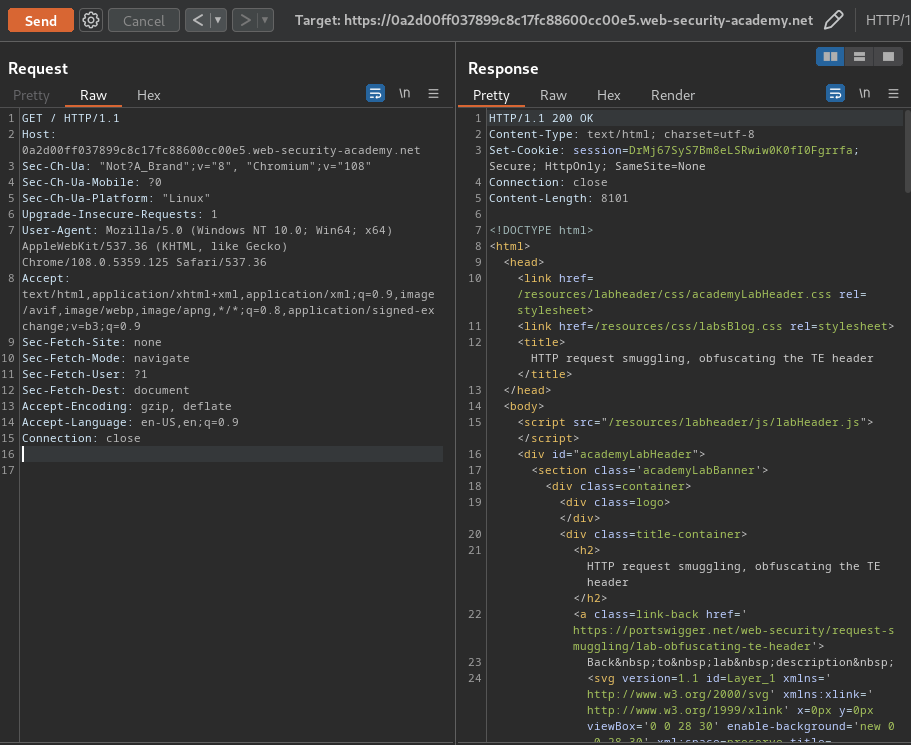 Send
Cancel
<
>
Target: https://0a2d00ff037899c8c17fc88600cc00e5.web-security-academy.net
HTTP/1
Request
Pretty Raw Hex
\n
1 GET / HTTP/1.1
2 Host:
0a2d00ff037899c8c17fc88600cc00e5.web-security-academy.net
3 Sec-Ch-Ua: "Not?A_Brand";v="8", "Chromium";v="108"
4 Sec-Ch-Ua-Mobile: ?0
5 Sec-Ch-Ua-Platform: "Linux"
6 Upgrade-Insecure-Requests: 1
7 User-Agent: Mozilla/5.0 (Windows NT 10.0; Win64; x64)
AppleWebKit/537.36 (KHTML, like Gecko)
Chrome/108.0.5359.125 Safari/537.36
8 Accept:
text/html,application/xhtml+xml,application/xml;q=0.9,image
/avif,image/webp,image/apng,*/*;q=0.8,application/signed-ex
change;v=b3;q=0.9
9 Sec-Fetch-Site: none
10 Sec-Fetch-Mode: navigate
11 Sec-Fetch-User: ?1
12 Sec-Fetch-Dest: document
13 Accept-Encoding: gzip, deflate
14 Accept-Language: en-US,en;q=0.9
15 Connection: close
16
17
Response
Pretty Raw Hex Render
\n
1 HTTP/1.1 200 OK
2 Content-Type: text/html; charset=utf-8
3 Set-Cookie: session=DrMj67SyS7Bm8eLSRwiw0K0fI0Fgrrfa;
Secure; HttpOnly; SameSite=None
4 Connection: close
5 Content-Length: 8101
6
7 <!DOCTYPE html>
8 <html>
9 <head>
10 <link href=
/resources/labheader/css/academyLabHeader.css rel=
stylesheet>
11 <link href=/resources/css/labsBlog.css rel=stylesheet>
12 <title>
HTTP request smuggling, obfuscating the TE header
</title>
13 </head>
14 <body>
15 <script src="/resources/labheader/js/labHeader.js">
</script>
16 <div id="academyLabHeader">
17 <section class='academyLabBanner'>
18 <div class=container>
19 <div class=logo>
</div>
20 <div class=title-container>
21 <h2>
HTTP request smuggling, obfuscating the TE
header
</h2>
22 <a class=link-back href='
https://portswigger.net/web-security/request-s
muggling/lab-obfuscating-te-header'>
23 Back&nbsp;to&nbsp;lab&nbsp;description&nbsp;
24 <svg version=1.1 id=Layer_1 xmlns='
http://www.w3.org/2000/svg' xmlns:xlink='
http://www.w3.org/1999/xlink' x=0px y=0px
viewBox='0 0 28 30' enable-background='new 0
0 28 30' xml:space=preserve title=